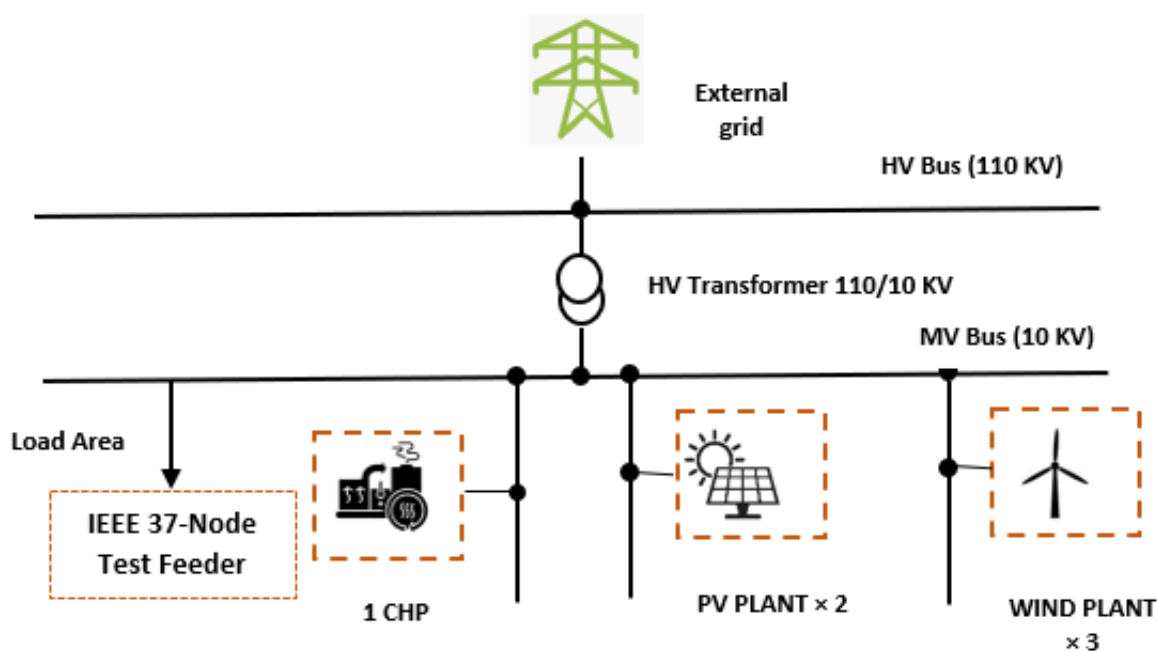 External
grid
HV Bus (110 KV)
HV Transformer 110/10 KV
MV Bus (10 KV)
Load Area
IEEE 37-Node
Test Feeder
1 CHP
PV PLANT × 2
WIND PLANT
× 3